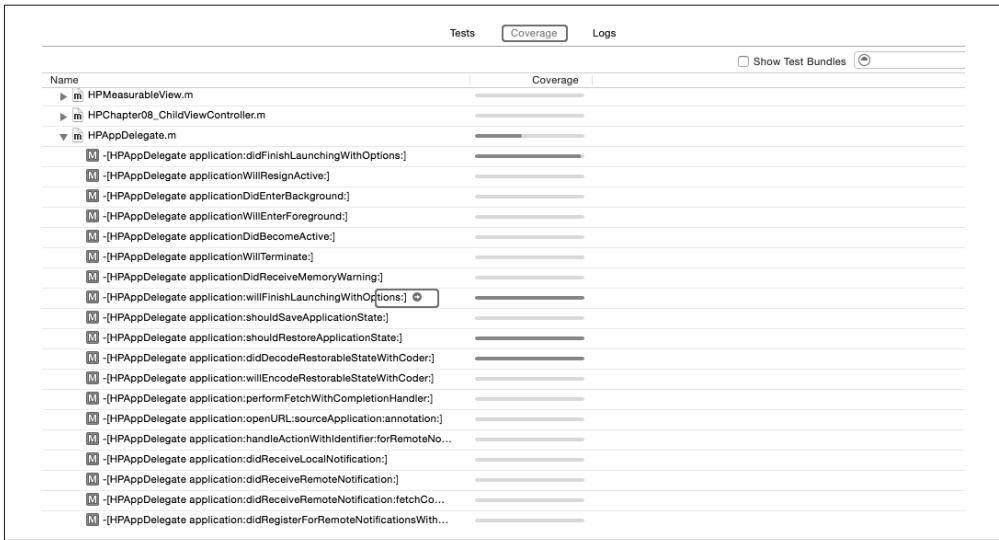 Tests Coverage Logs
Show Test Bundles
Name Coverage
m HPMeasurableView.m
m HPChapter08_ChildViewController.m
m HPAppDelegate.m
M -[HPAppDelegate application:didFinishLaunchingWithOptions:]
M -[HPAppDelegate applicationWillResignActive:]
M -[HPAppDelegate applicationDidEnterBackground:]
M -[HPAppDelegate applicationWillEnterForeground:]
M -[HPAppDelegate applicationDidBecomeActive:]
M -[HPAppDelegate applicationWillTerminate:]
M -[HPAppDelegate applicationDidReceiveMemoryWarning:]
M -[HPAppDelegate application:willFinishLaunchingWithOptions:]
M -[HPAppDelegate application:shouldSaveApplicationState:]
M -[HPAppDelegate application:shouldRestoreApplicationState:]
M -[HPAppDelegate application:didDecodeRestorableStateWithCoder:]
M -[HPAppDelegate application:willEncodeRestorableStateWithCoder:]
M -[HPAppDelegate application:performFetchWithCompletionHandler:]
M -[HPAppDelegate application:openURL:sourceApplication:annotation:]
M -[HPAppDelegate application:handleActionWithIdentifier:forRemoteNo...
M -[HPAppDelegate application:didReceiveLocalNotification:]
M -[HPAppDelegate application:didReceiveRemoteNotification:]
M -[HPAppDelegate application:didReceiveRemoteNotification:fetchCo...
M -[HPAppDelegate application:didRegisterForRemoteNotificationsWith...